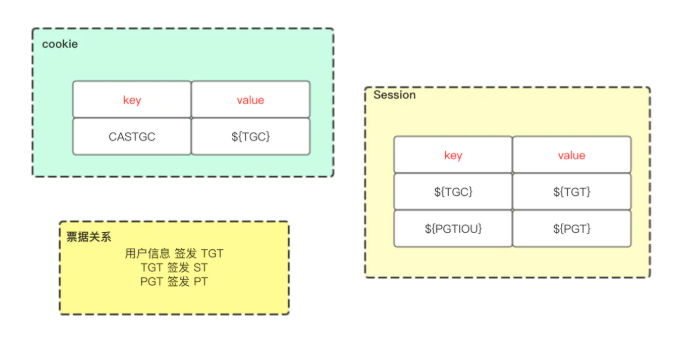 cookie
key value
CASTGC ${TGC}
Session
key value
${TGC} ${TGT}
${PGTIOU} ${PGT}
票据关系
用户信息 签发 TGT
TGT 签发 ST
PGT 签发 PT